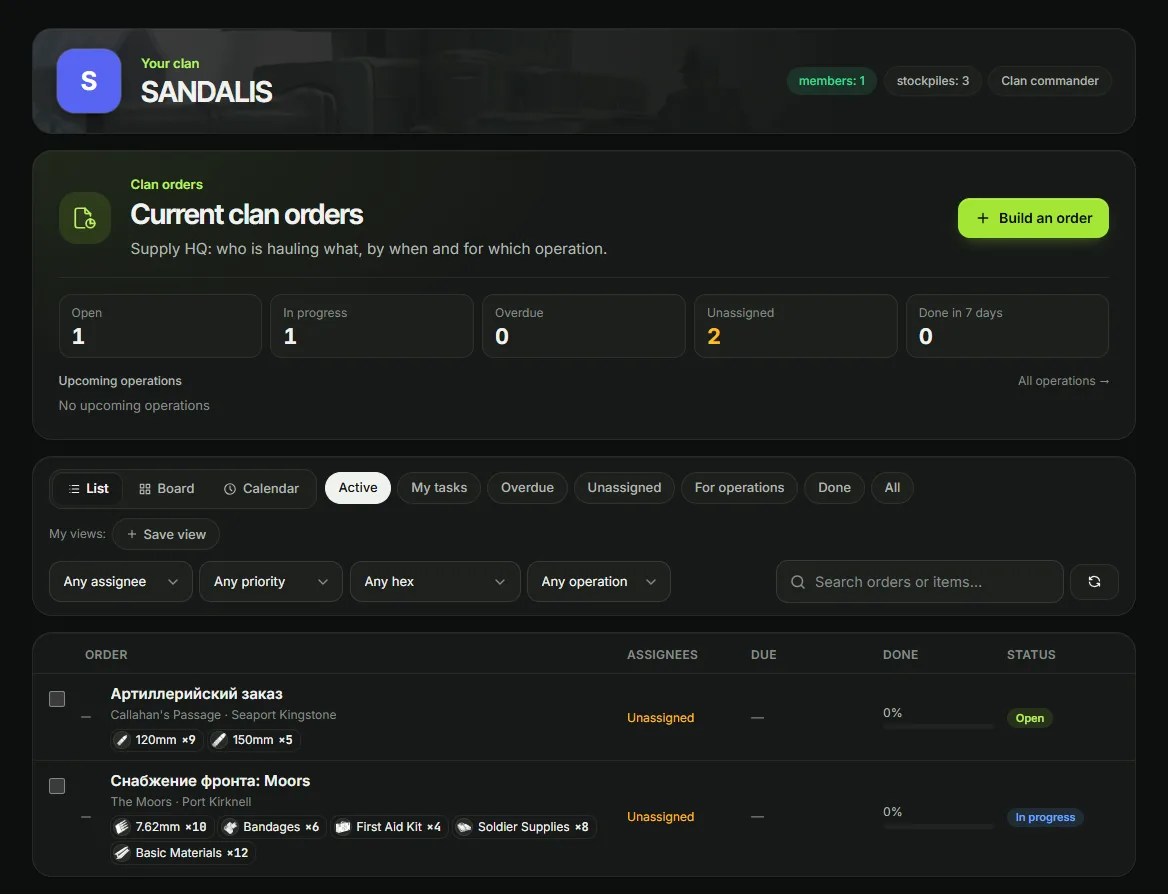 S
Your clan
SANDALIS
members: 1
stockpiles: 3
Clan commander
Clan orders
Current clan orders
Supply HQ: who is hauling what, by when and for which operation.
+ Build an order
Open
1
In progress
1
Overdue
0
Unassigned
2
Done in 7 days
0
Upcoming operations
All operations →
No upcoming operations
List
Board
Calendar
Active
My tasks
Overdue
Unassigned
For operations
Done
All
My views:
+ Save view
Any assignee
Any priority
Any hex
Any operation
Search orders or items...
ORDER
ASSIGNEES
DUE
DONE
STATUS
—
Артиллерийский заказ
Callahan's Passage · Seaport Kingstone
120mm ×9
150mm ×5
Unassigned
—
0%
Open
—
Снабжение фронта: Moors
The Moors · Port Kirknell
7.62mm ×10
Bandages ×6
First Aid Kit ×4
Soldier Supplies ×8
Basic Materials ×12
Unassigned
—
0%
In progress